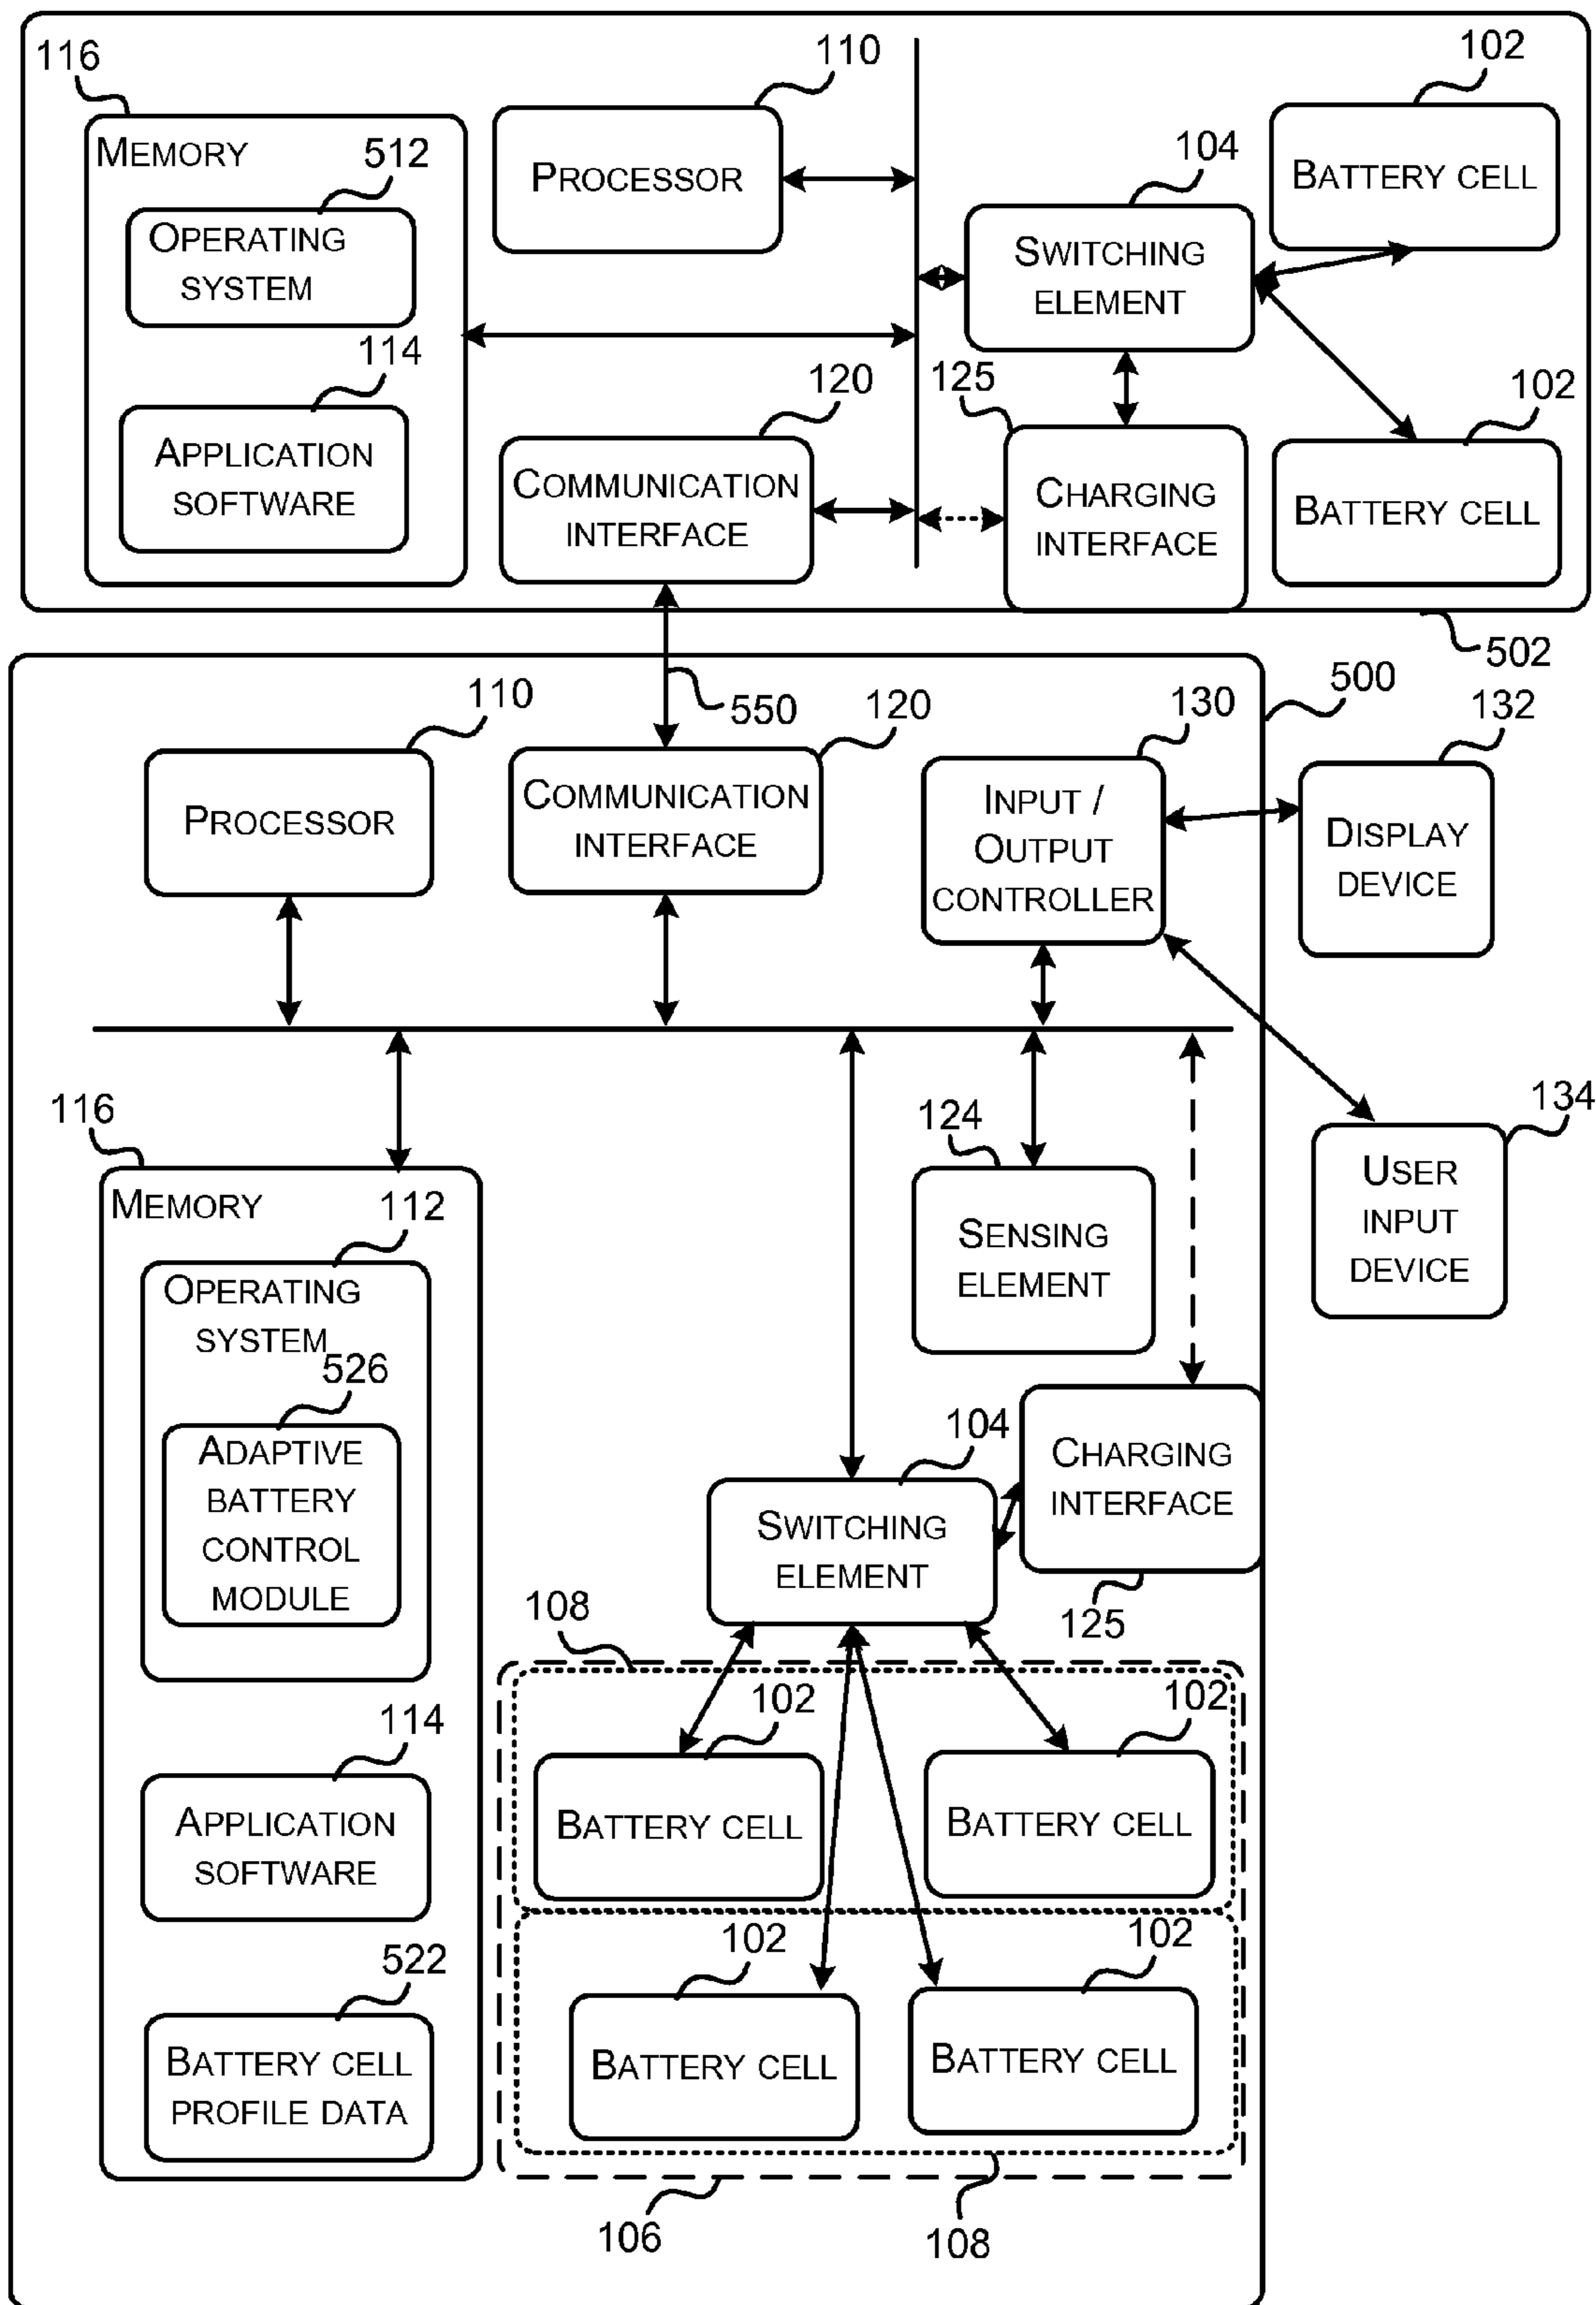 116
110
102
MEMORY
512
PROCESSOR
104
BATTERY CELL
OPERATING
SYSTEM
SWITCHING
ELEMENT
114
120
125
102
APPLICATION
SOFTWARE
COMMUNICATION
INTERFACE
CHARGING
INTERFACE
BATTERY CELL
502
110
550
120
130
500
132
PROCESSOR
COMMUNICATION
INTERFACE
INPUT /
OUTPUT
CONTROLLER
DISPLAY
DEVICE
116
124
134
MEMORY
112
SENSING
ELEMENT
USER
INPUT
DEVICE
OPERATING
SYSTEM
526
ADAPTIVE
BATTERY
CONTROL
MODULE
104
CHARGING
INTERFACE
SWITCHING
ELEMENT
108
125
102
102
114
BATTERY CELL
BATTERY CELL
APPLICATION
SOFTWARE
102
102
522
BATTERY CELL
BATTERY CELL
BATTERY CELL
PROFILE DATA
106
108